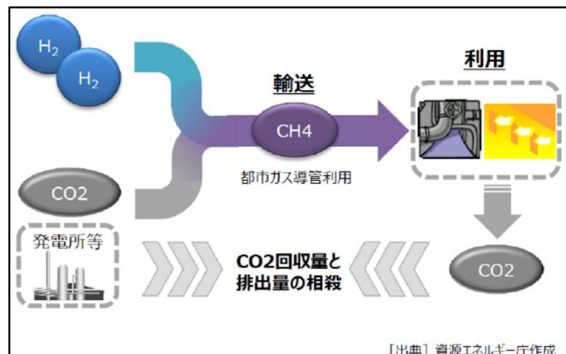 H2
H2
輸送
利用
CH4
都市ガス導管利用
CO2
発電所等
CO2回収量と
排出量の相殺
CO2
［出典］資源エネルギー庁作成